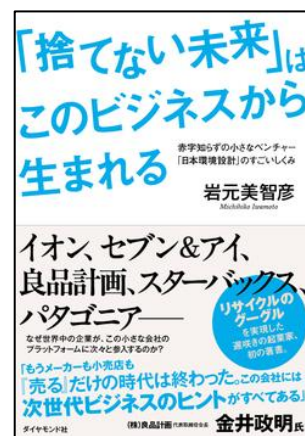 「捨てない未来」は
このビジネスから
生まれる
赤字知らずの小さなベンチャー
「日本環境設計」のすごいしくみ
岩元美智彦
Michihiko Iwamoto
イオン、セブン&アイ、
良品計画、スターバックス、
パタゴニア——
なぜ世界中の企業が、この小さな会社の
プラットフォームに次々と参入するのか?
リサイクルの
グーグル
を実現した
遅咲きの起業家、
初の著書。
「もうメーカーも小売店も
『売る』だけの時代は終わった。この会社には
次世代ビジネスのヒントがすべてある」
ダイヤモンド社
(株)良品計画 代表取締役会長
金井政明氏